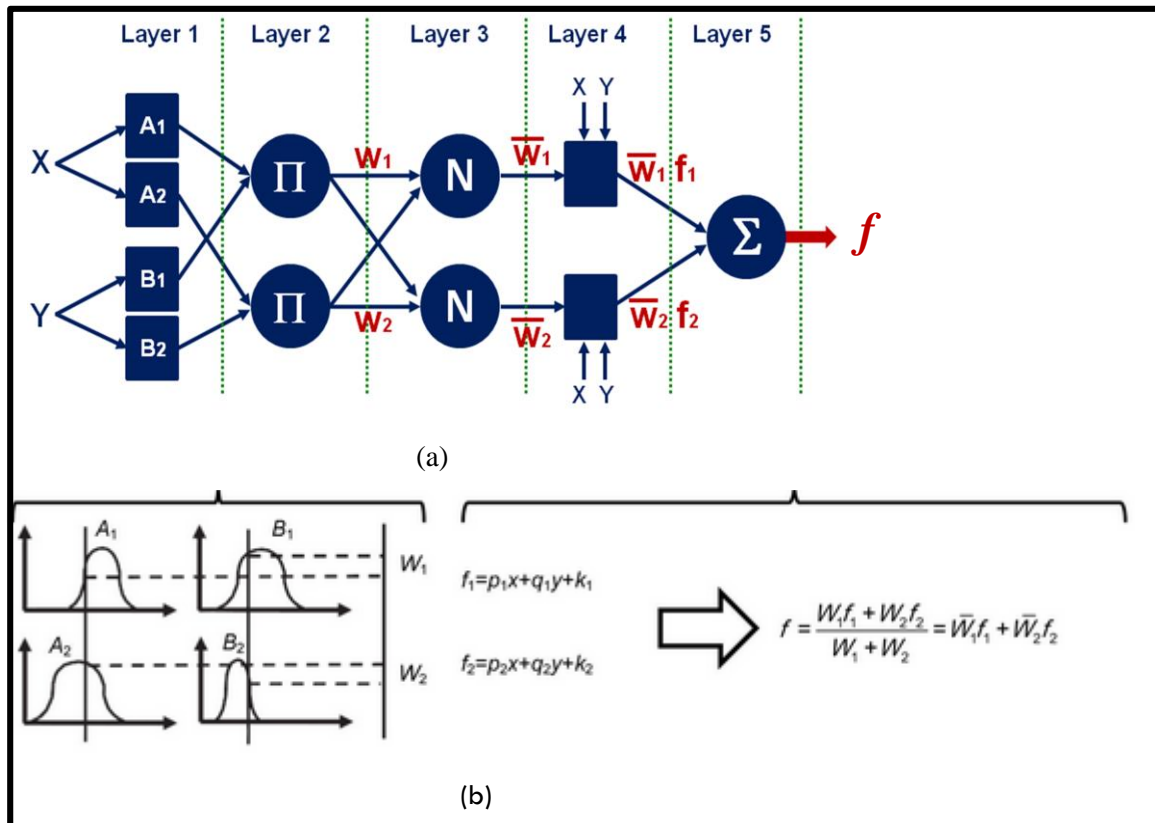 Layer 1 Layer 2 Layer 3 Layer 4 Layer 5
X Y
A1
W1 W̅1 W̅1 f1
X Π N
A2
Σ f
B1
Y Π N
W2 W̅2 W̅2 f2
B2
X Y
(a)
A1 B1
W1
f1=p1x+q1y+k1
f = W1f1 + W2f2 / W1 + W2 = W̅1f1 + W̅2f2
A2 B2
W2
f2=p2x+q2y+k2
(b)